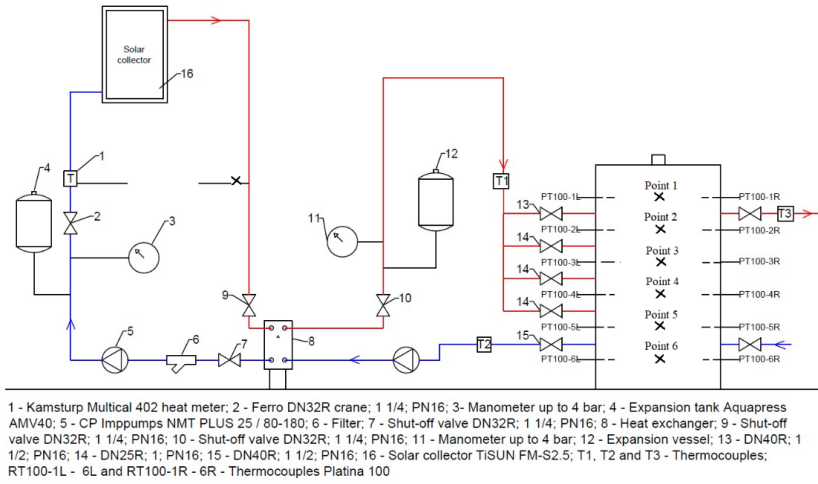 Solar
collector
16
1
T
4
2
3
12
T1
11
13
14
14
14
15
PT100-1L
PT100-2L
PT100-3L
PT100-4L
PT100-5L
PT100-6L
Point 1
Point 2
Point 3
Point 4
Point 5
Point 6
PT100-1R
T3
PT100-2R
PT100-3R
PT100-4R
PT100-5R
PT100-6R
9
10
5
6
7
8
T2
1 - Kamsturp Multical 402 heat meter; 2 - Ferro DN32R crane; 1 1/4; PN16; 3- Manometer up to 4 bar; 4 - Expansion tank Aquapress
AMV40; 5 - CP Imppumps NMT PLUS 25 / 80-180; 6 - Filter; 7 - Shut-off valve DN32R; 1 1/4; PN16; 8 - Heat exchanger; 9 - Shut-off
valve DN32R; 1 1/4; PN16; 10 - Shut-off valve DN32R; 1 1/4; PN16; 11 - Manometer up to 4 bar; 12 - Expansion vessel; 13 - DN40R; 1
1/2; PN16; 14 - DN25R; 1; PN16; 15 - DN40R; 1 1/2; PN16; 16 - Solar collector TiSUN FM-S2.5; T1, T2 and T3 - Thermocouples;
RT100-1L - 6L and RT100-1R - 6R - Thermocouples Platina 100